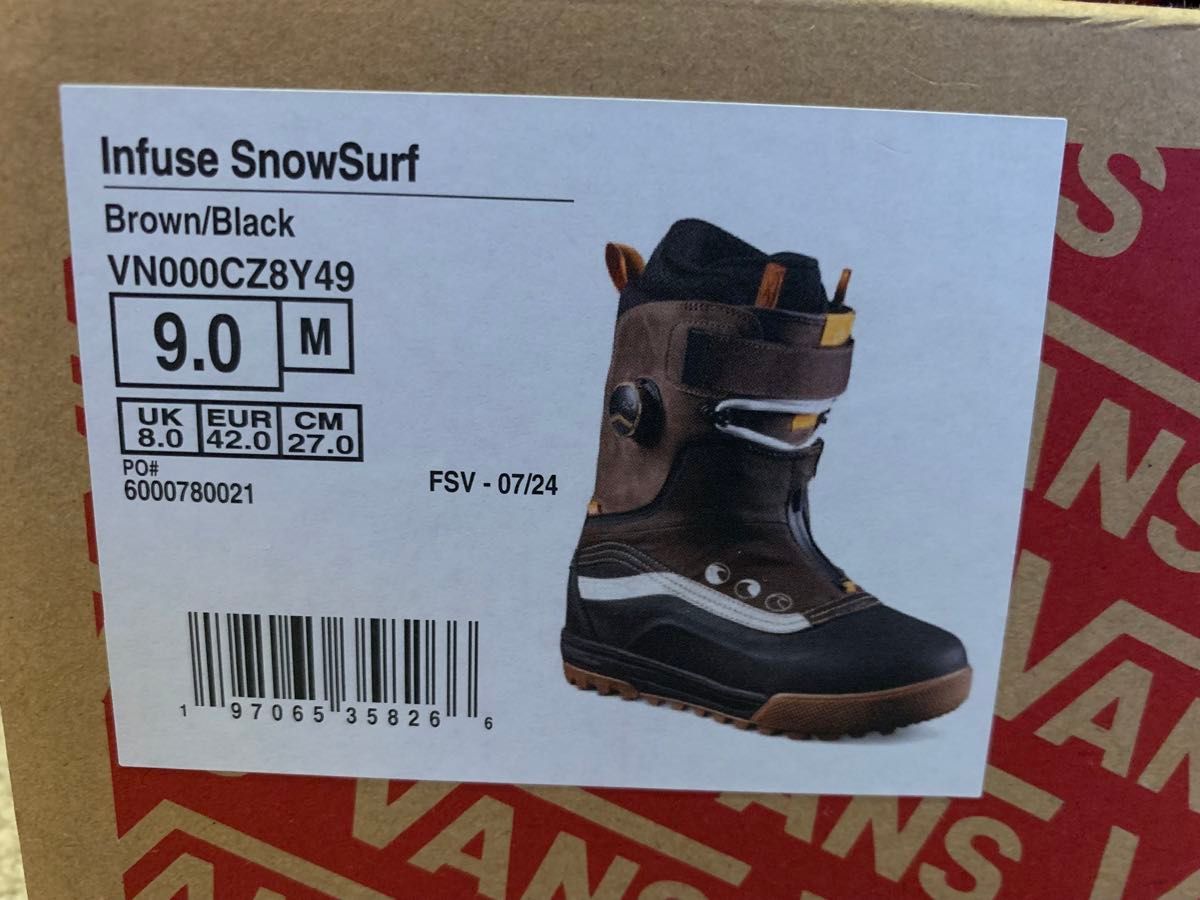 Infuse SnowSurf
Brown/Black
VN000CZ8Y49
9.0 M
UK EUR CM
8.0 42.0 27.0
PO#
6000780021
FSV - 07/24
1 97065 35826 6
VANS
VANS
VANS